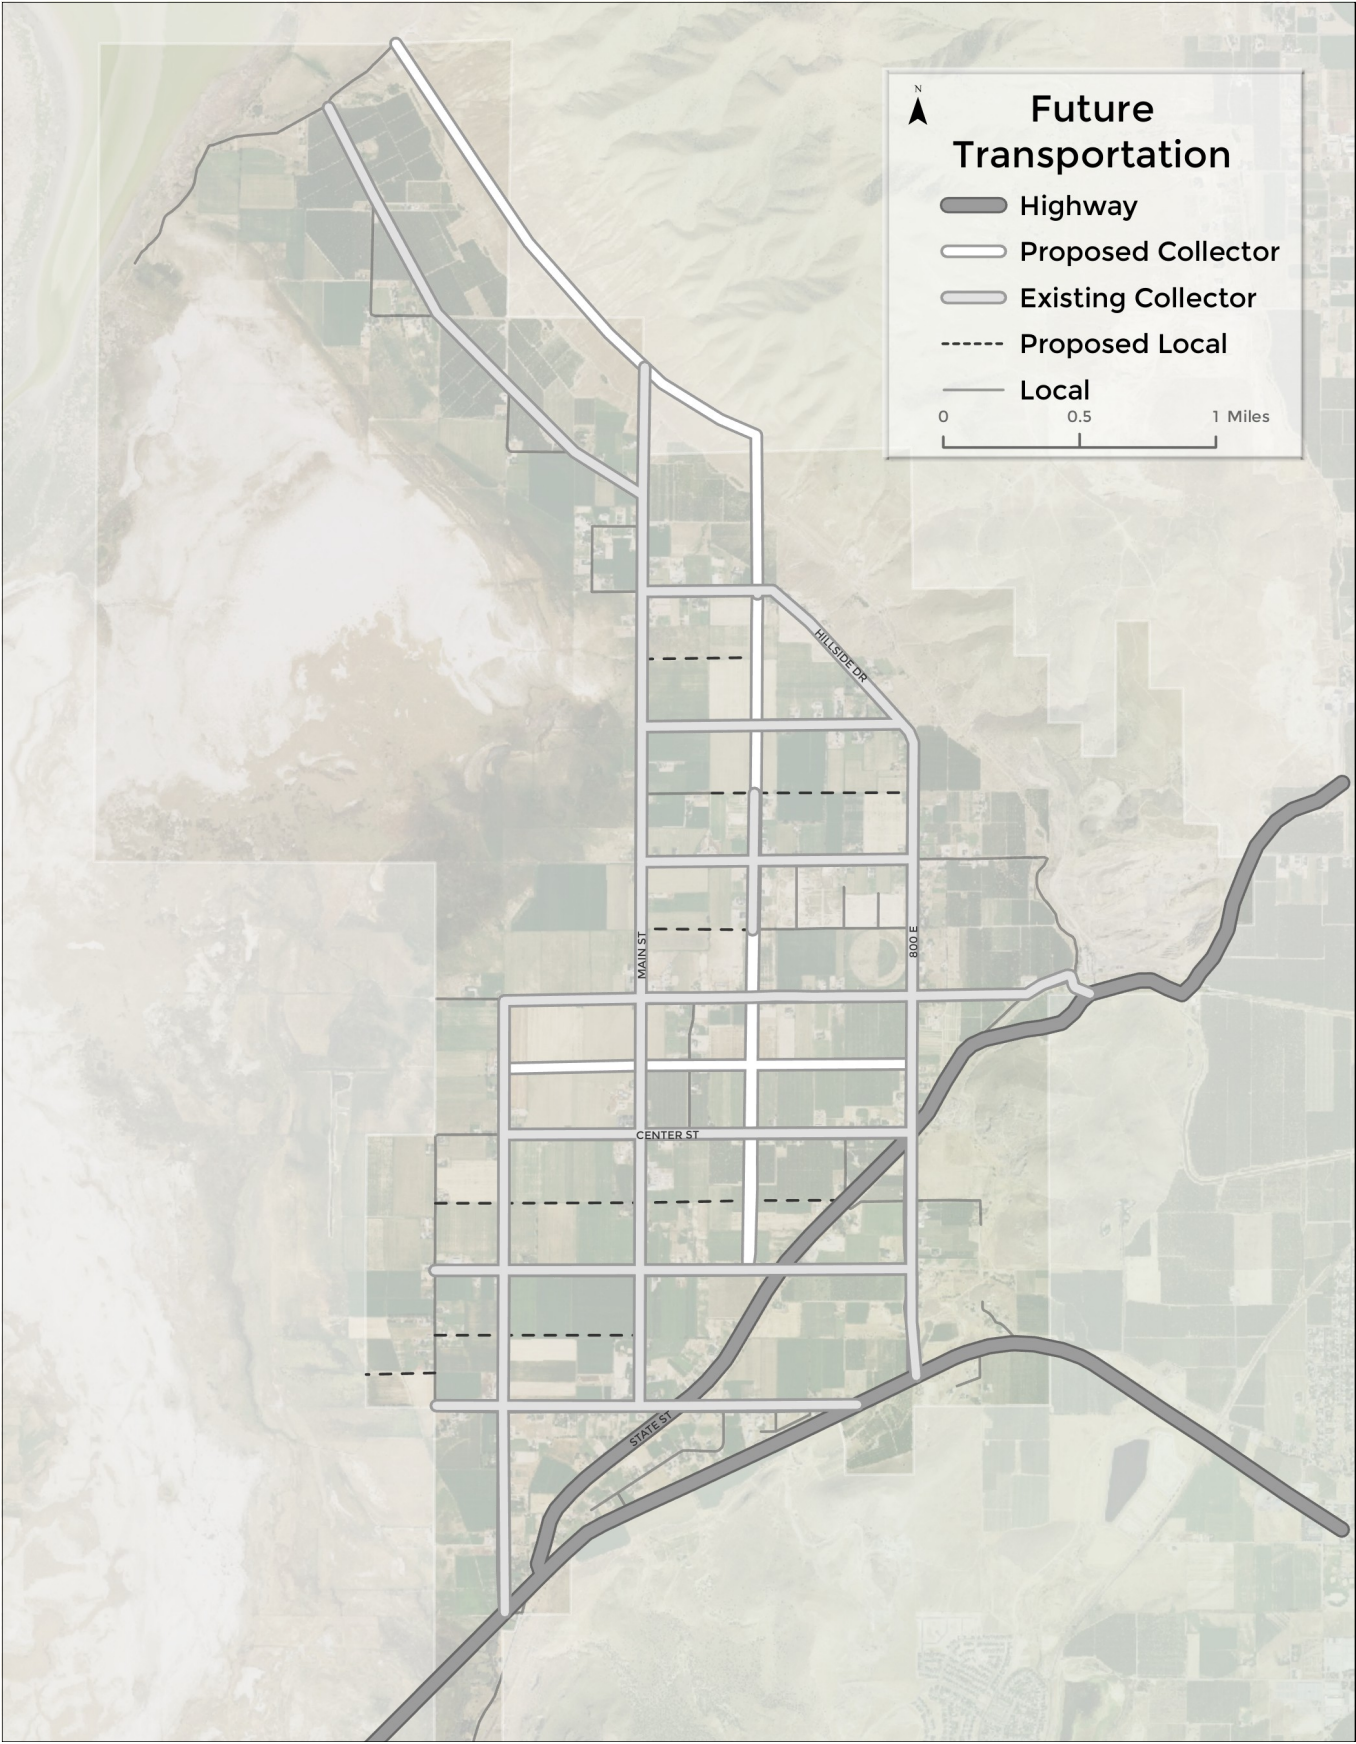 N
Future
Transportation
Highway
Proposed Collector
Existing Collector
Proposed Local
Local
0 0.5 1 Miles
HILLSIDE DR
MAIN ST
800 E
CENTER ST
STATE ST